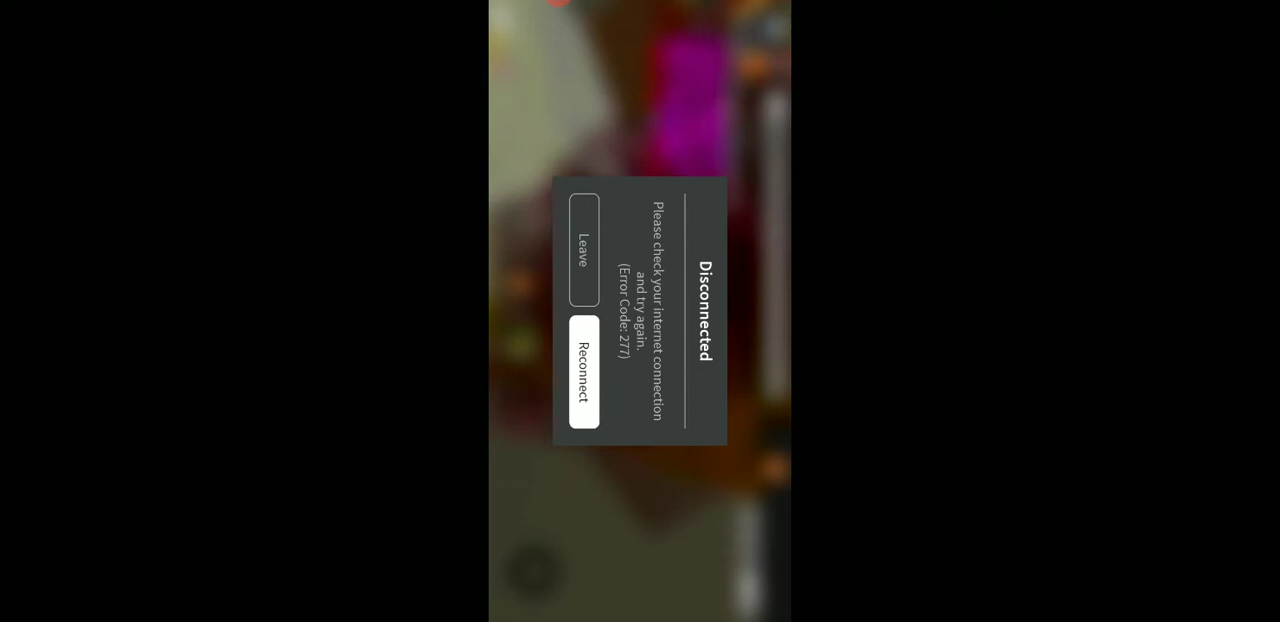 Disconnected
Please check your internet connection
and try again.
(Error Code: 277)
Leave
Reconnect